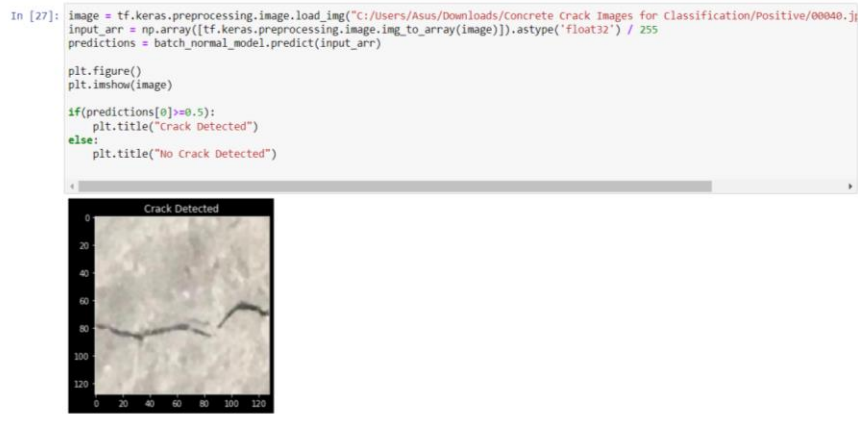 In [27]: image = tf.keras.preprocessing.image.load_img("C:/Users/Asus/Downloads/Concrete Crack Images for Classification/Positive/00040.jp
input_arr = np.array([tf.keras.preprocessing.image.img_to_array(image)]).astype('float32') / 255
predictions = batch_normal_model.predict(input_arr)
plt.figure()
plt.imshow(image)
if(predictions[0]>=0.5):
    plt.title("Crack Detected")
else:
    plt.title("No Crack Detected")
Crack Detected
0
20
40
60
80
100
120
0 20 40 60 80 100 120